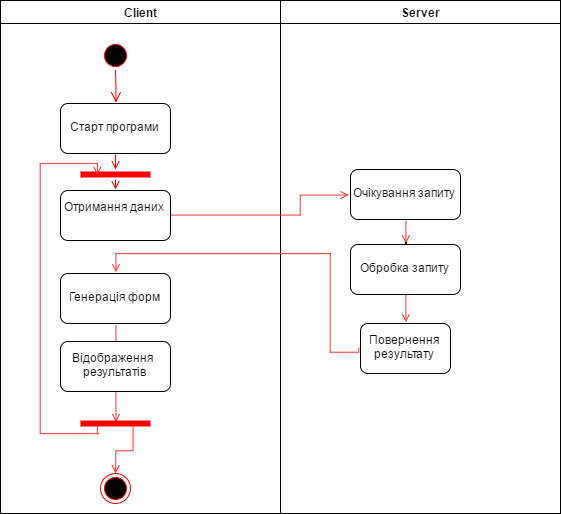 Client
Server
Старт програми
Отримання даних
Очікування запиту
Обробка запиту
Генерація форм
Повернення
результату
Відображення
результатів